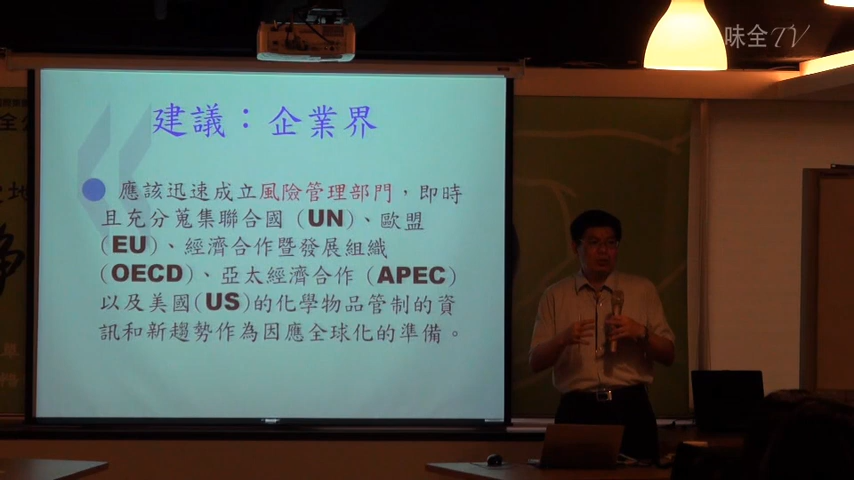 味全TV
建議：企業界
應該迅速成立風險管理部門，即時
且充分蒐集聯合國（UN）、歐盟
（EU）、經濟合作暨發展組織
（OECD）、亞太經濟合作（APEC）
以及美國（US）的化學物品管制的資
訊和新趨勢作為因應全球化的準備。